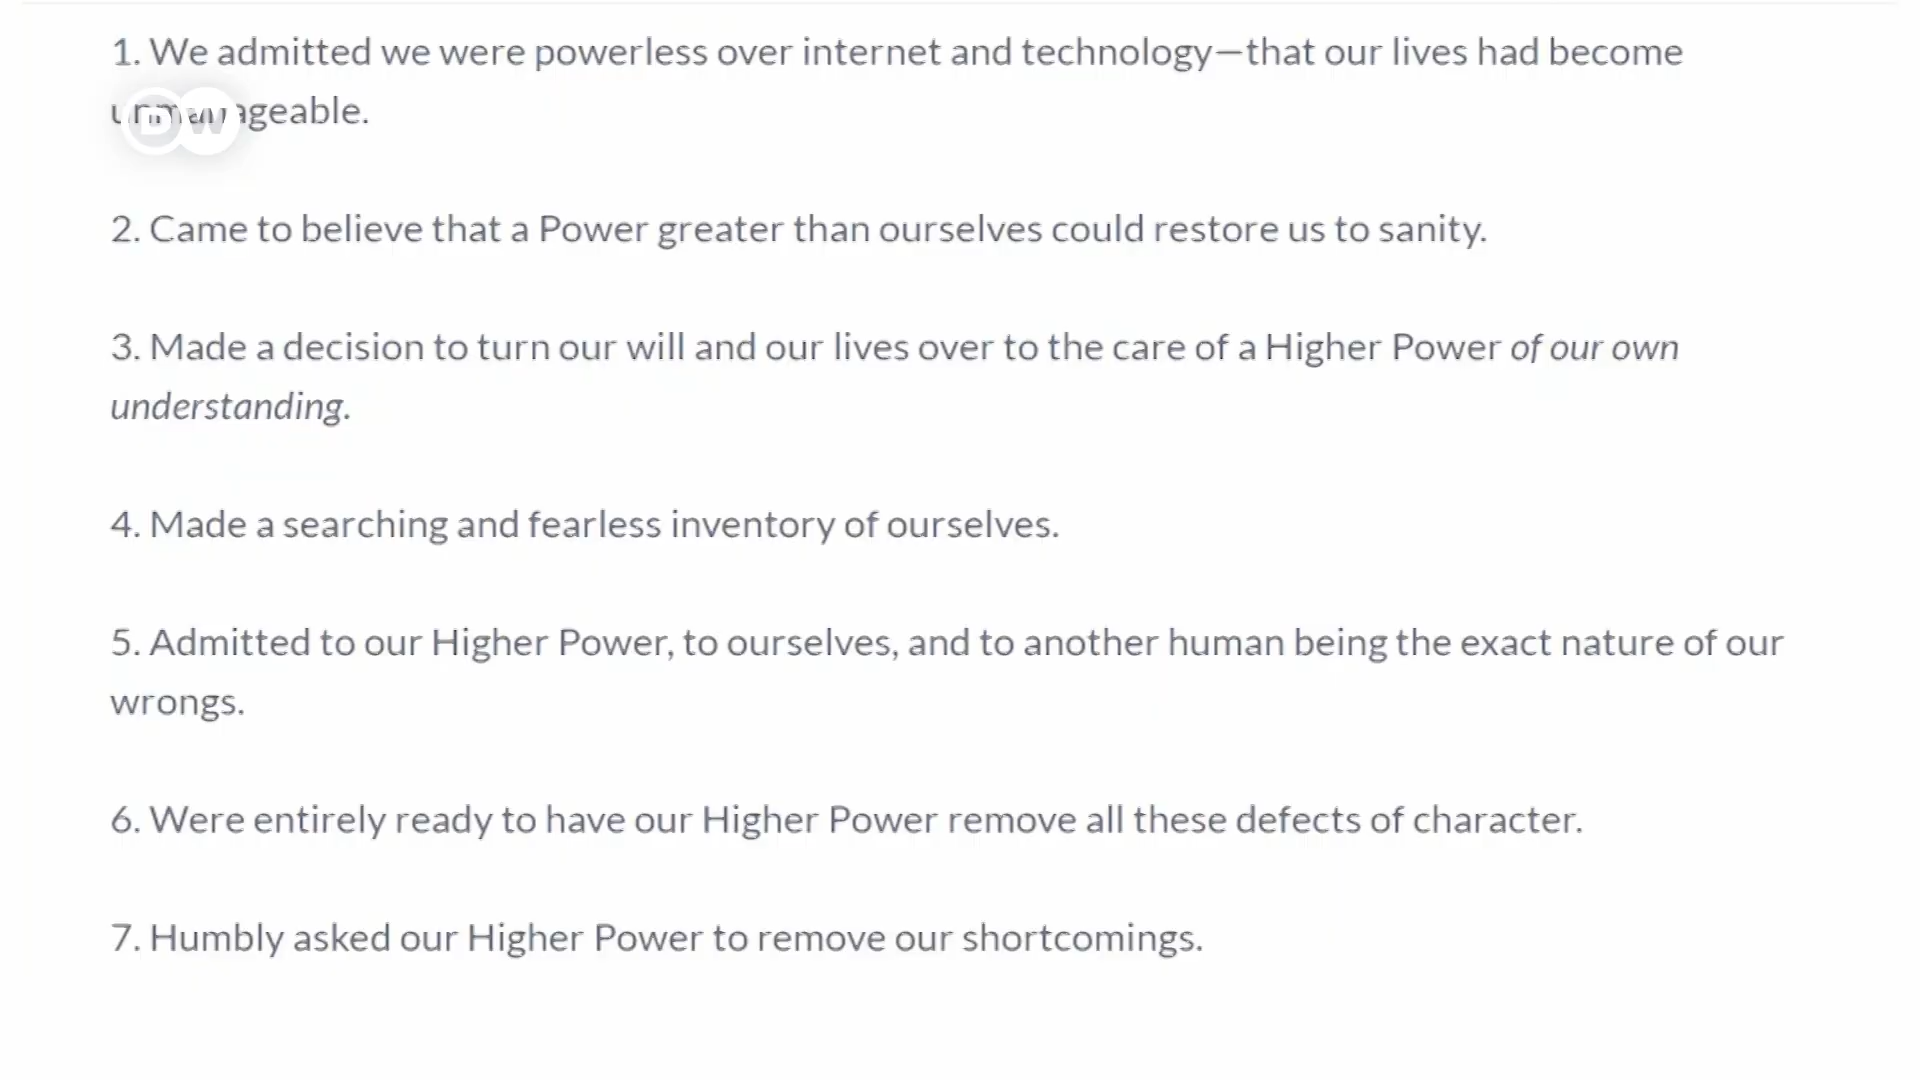 1. We admitted we were powerless over internet and technology—that our lives had become
unmanageable.
DW
2. Came to believe that a Power greater than ourselves could restore us to sanity.
3. Made a decision to turn our will and our lives over to the care of a Higher Power of our own
understanding.
4. Made a searching and fearless inventory of ourselves.
5. Admitted to our Higher Power, to ourselves, and to another human being the exact nature of our
wrongs.
6. Were entirely ready to have our Higher Power remove all these defects of character.
7. Humbly asked our Higher Power to remove our shortcomings.